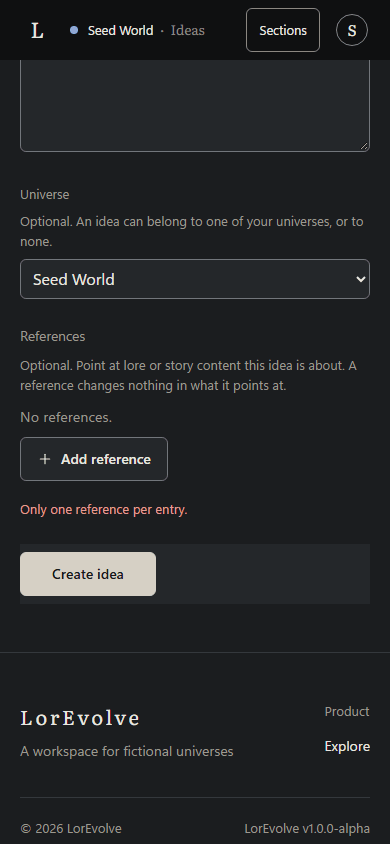 L
Seed World · Ideas
Sections
S
Universe
Optional. An idea can belong to one of your universes, or to
none.
Seed World
References
Optional. Point at lore or story content this idea is about. A
reference changes nothing in what it points at.
No references.
+ Add reference
Only one reference per entry.
Create idea
LorEvolve
A workspace for fictional universes
Product
Explore
© 2026 LorEvolve
LorEvolve v1.0.0-alpha